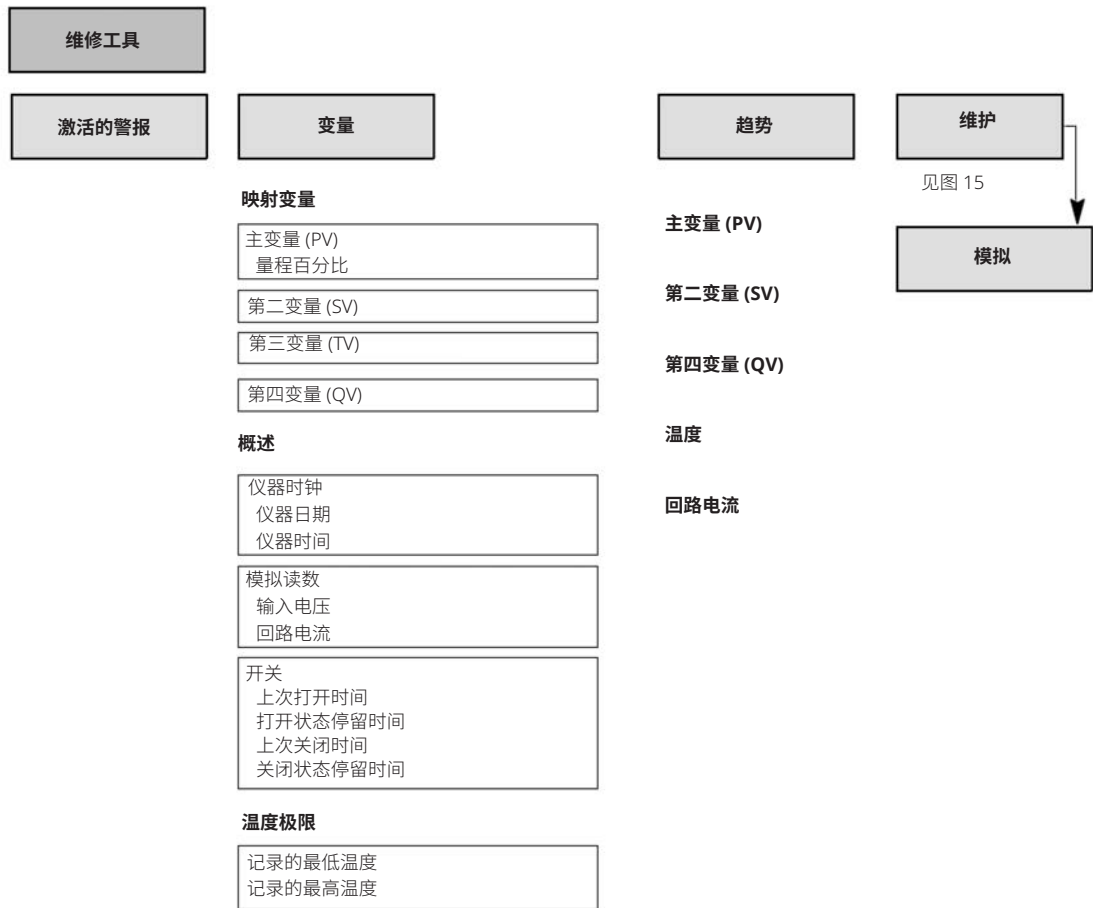 维修工具
激活的警报
变量
映射变量
主变量 (PV)
量程百分比
第二变量 (SV)
第三变量 (TV)
第四变量 (QV)
概述
仪器时钟
仪器日期
仪器时间
模拟读数
输入电压
回路电流
开关
上次打开时间
打开状态停留时间
上次关闭时间
关闭状态停留时间
温度极限
记录的最低温度
记录的最高温度
趋势
主变量 (PV)
第二变量 (SV)
第四变量 (QV)
温度
回路电流
维护
见图 15
模拟